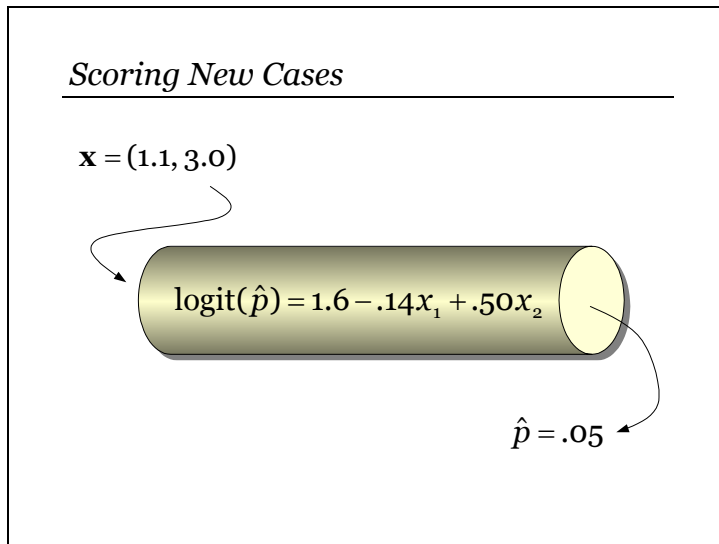 Scoring New Cases
x = (1.1, 3.0)
logit(p̂) = 1.6 − .14x₁ + .50x₂
p̂ = .05